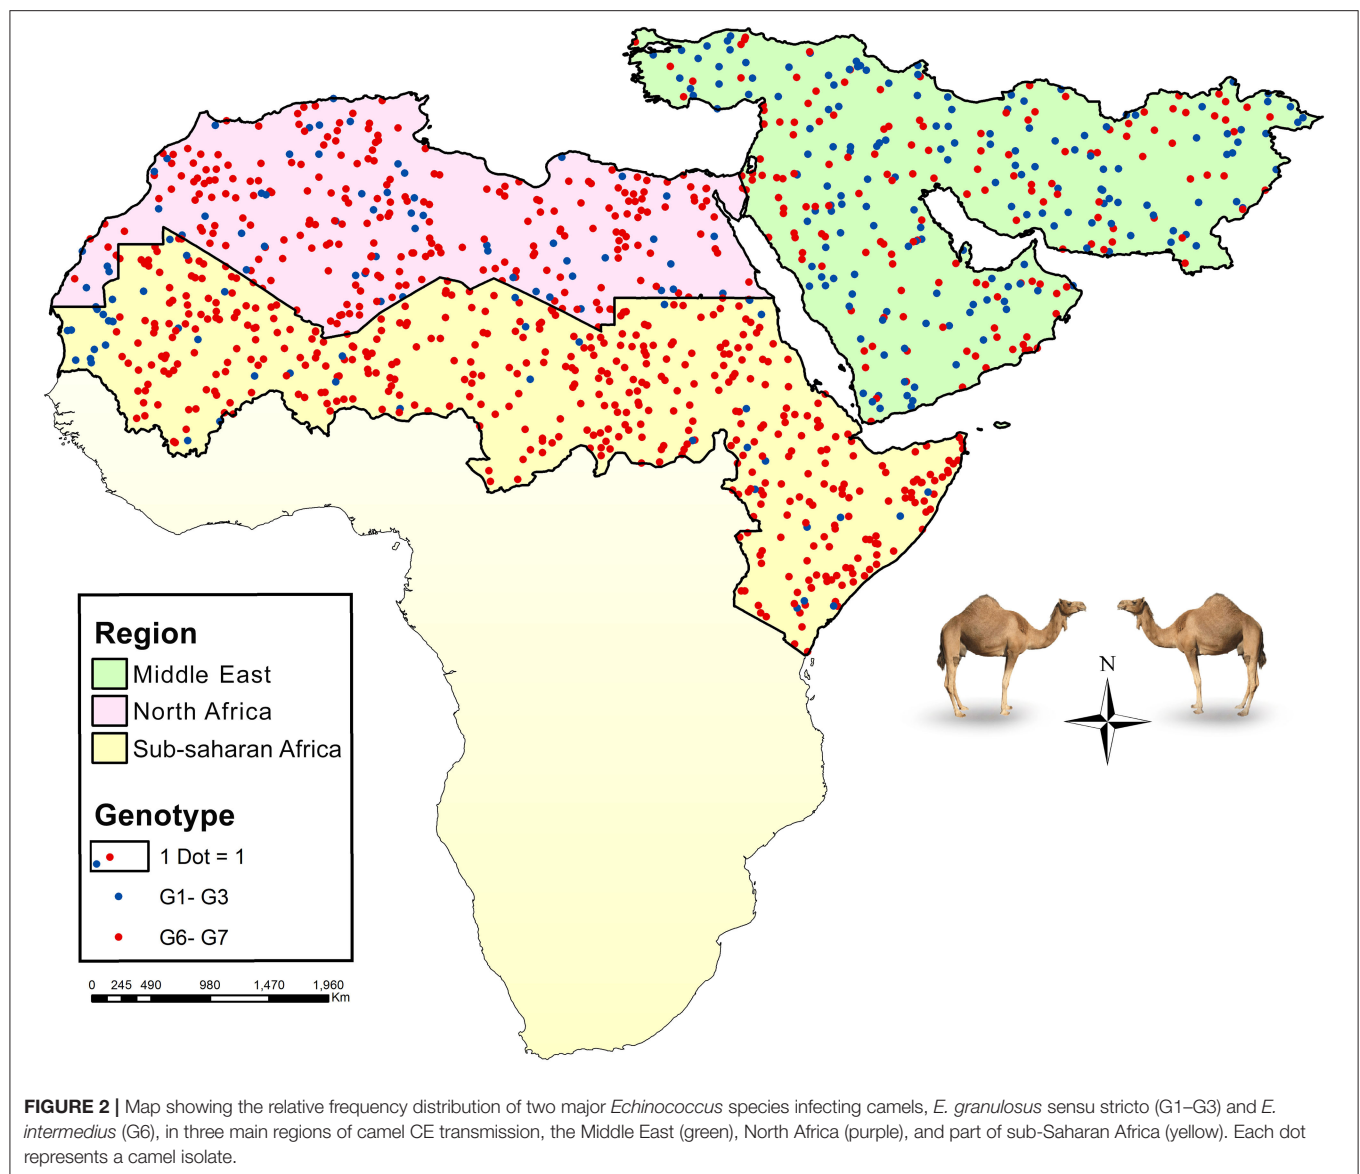 N
Region
Middle East
North Africa
Sub-saharan Africa
Genotype
1 Dot = 1
G1- G3
G6- G7
0 245 490 980 1,470 1,960
Km
FIGURE 2 | Map showing the relative frequency distribution of two major Echinococcus species infecting camels, E. granulosus sensu stricto (G1–G3) and E.
intermedius (G6), in three main regions of camel CE transmission, the Middle East (green), North Africa (purple), and part of sub-Saharan Africa (yellow). Each dot
represents a camel isolate.